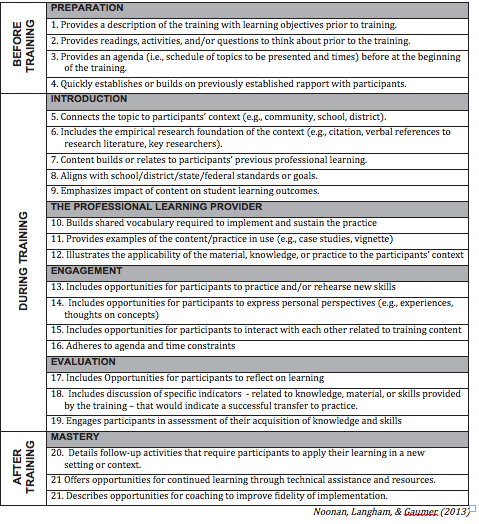 BEFORE TRAINING
PREPARATION
1. Provides a description of the training with learning objectives prior to training.
2. Provides readings, activities, and/or questions to think about prior to the training.
3. Provides an agenda (i.e., schedule of topics to be presented and times) before at the beginning
of the training.
4. Quickly establishes or builds on previously established rapport with participants.
DURING TRAINING
INTRODUCTION
5. Connects the topic to participants' context (e.g., community, school, district).
6. Includes the empirical research foundation of the context (e.g., citation, verbal references to
research literature, key researchers).
7. Content builds or relates to participants' previous professional learning.
8. Aligns with school/district/state/federal standards or goals.
9. Emphasizes impact of content on student learning outcomes.
THE PROFESSIONAL LEARNING PROVIDER
10. Builds shared vocabulary required to implement and sustain the practice
11. Provides examples of the content/practice in use (e.g., case studies, vignette)
12. Illustrates the applicability of the material, knowledge, or practice to the participants' context
ENGAGEMENT
13. Includes opportunities for participants to practice and/or rehearse new skills
14. Includes opportunities for participants to express personal perspectives (e.g., experiences,
thoughts on concepts)
15. Includes opportunities for participants to interact with each other related to training content
16. Adheres to agenda and time constraints
EVALUATION
17. Includes Opportunities for participants to reflect on learning
18. Includes discussion of specific indicators - related to knowledge, material, or skills provided
by the training – that would indicate a successful transfer to practice.
19. Engages participants in assessment of their acquisition of knowledge and skills
AFTER TRAINING
MASTERY
20. Details follow-up activities that require participants to apply their learning in a new
setting or context.
21 Offers opportunities for continued learning through technical assistance and resources.
21. Describes opportunities for coaching to improve fidelity of implementation.
Noonan, Langham, & Gaumer (2013)